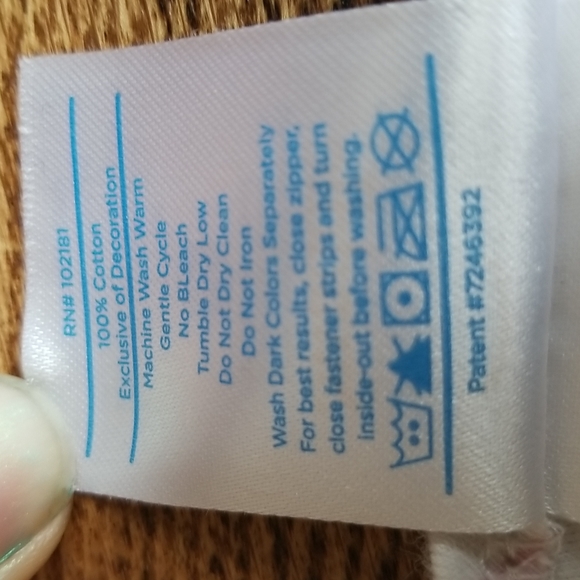 RN# 102181
100% Cotton
Exclusive of Decoration
Machine Wash Warm
Gentle Cycle
No BLeach
Tumble Dry Low
Do Not Dry Clean
Do Not Iron
Wash Dark Colors Separately
For best results, close zipper,
close fastener strips and turn
inside-out before washing.
Patent #7246392